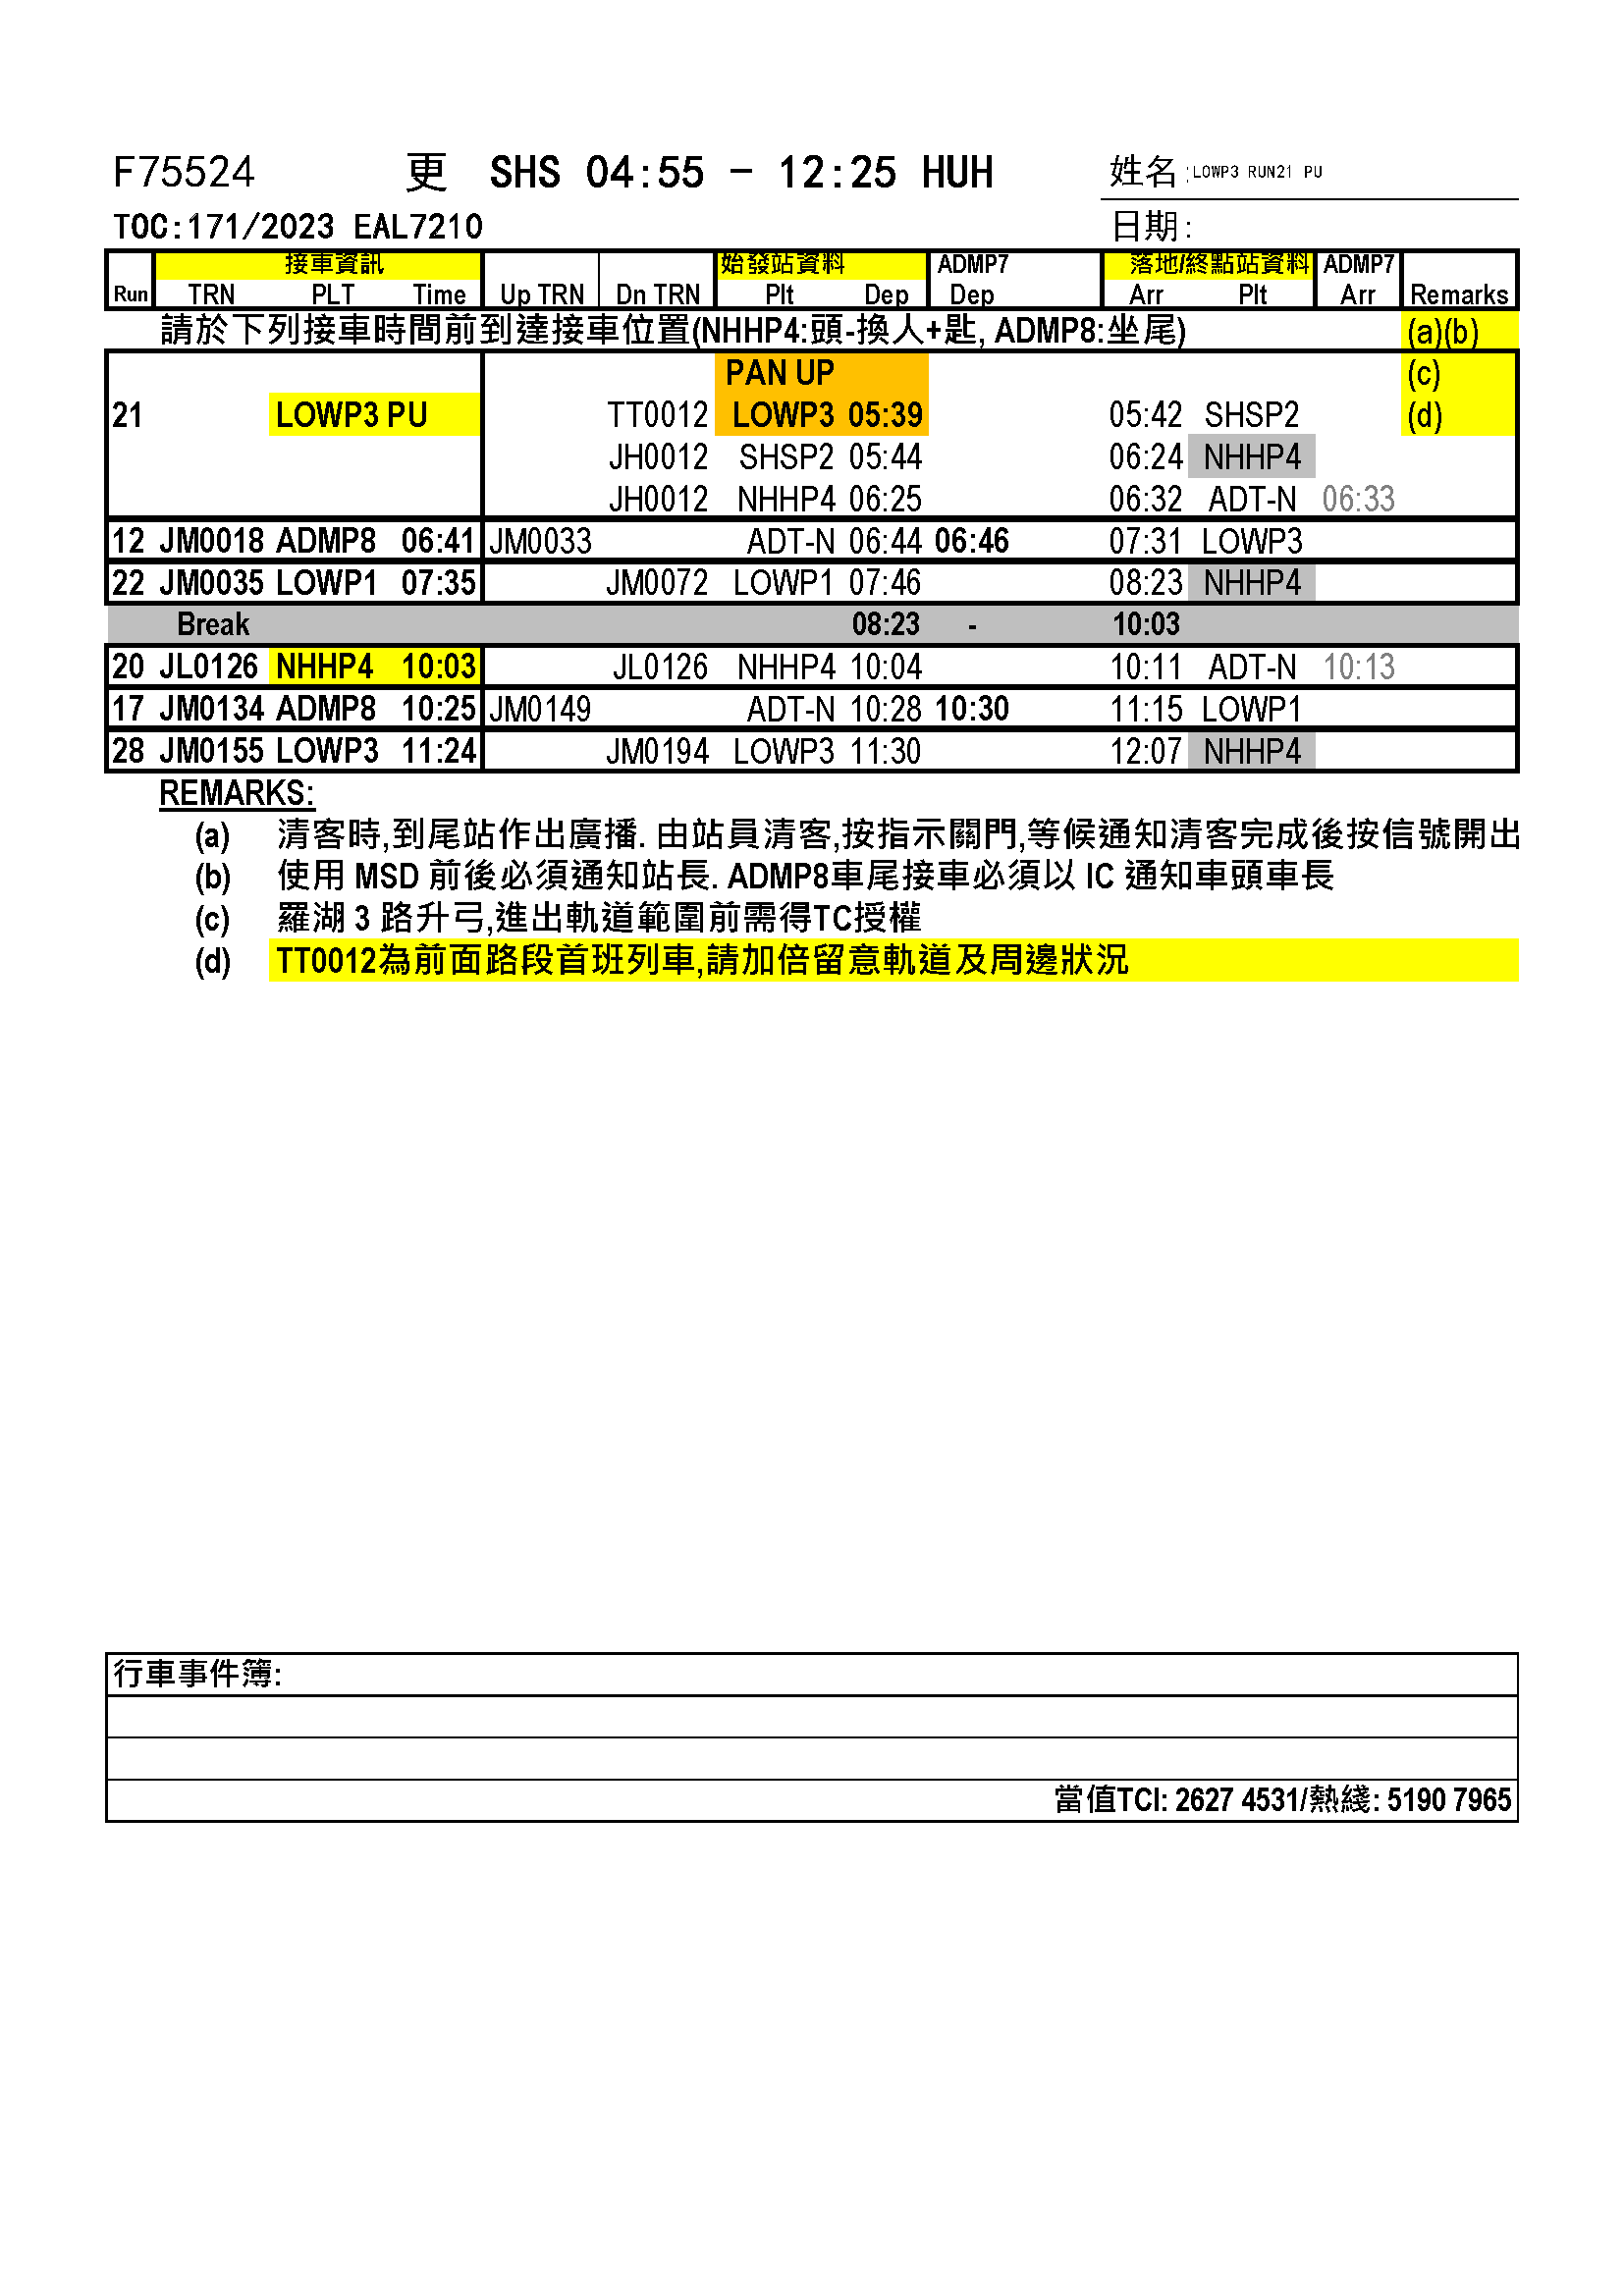 F75524 更 SHS 04:55 - 12:25 HUH 姓名:LOWP3 RUN21 PU
TOC:171/2023 EAL7210 日期:
接車資訊 始發站資料 ADMP7 落地/終點站資料 ADMP7
Run TRN PLT Time Up TRN Dn TRN Plt Dep Dep Arr Plt Arr Remarks
請於下列接車時間前到達接車位置(NHHP4:頭-換人+匙, ADMP8:坐尾) (a)(b)
PAN UP (c)
21 LOWP3 PU TT0012 LOWP3 05:39 05:42 SHSP2 (d)
JH0012 SHSP2 05:44 06:24 NHHP4
JH0012 NHHP4 06:25 06:32 ADT-N 06:33
12 JM0018 ADMP8 06:41 JM0033 ADT-N 06:44 06:46 07:31 LOWP3
22 JM0035 LOWP1 07:35 JM0072 LOWP1 07:46 08:23 NHHP4
Break 08:23 - 10:03
20 JL0126 NHHP4 10:03 JL0126 NHHP4 10:04 10:11 ADT-N 10:13
17 JM0134 ADMP8 10:25 JM0149 ADT-N 10:28 10:30 11:15 LOWP1
28 JM0155 LOWP3 11:24 JM0194 LOWP3 11:30 12:07 NHHP4
REMARKS:
(a) 清客時,到尾站作出廣播. 由站員清客,按指示關門,等候通知清客完成後按信號開出
(b) 使用 MSD 前後必須通知站長. ADMP8車尾接車必須以 IC 通知車頭車長
(c) 羅湖 3 路升弓,進出軌道範圍前需得TC授權
(d) TT0012為前面路段首班列車,請加倍留意軌道及周邊狀況
行車事件簿:
當值TCI: 2627 4531/熱綫: 5190 7965